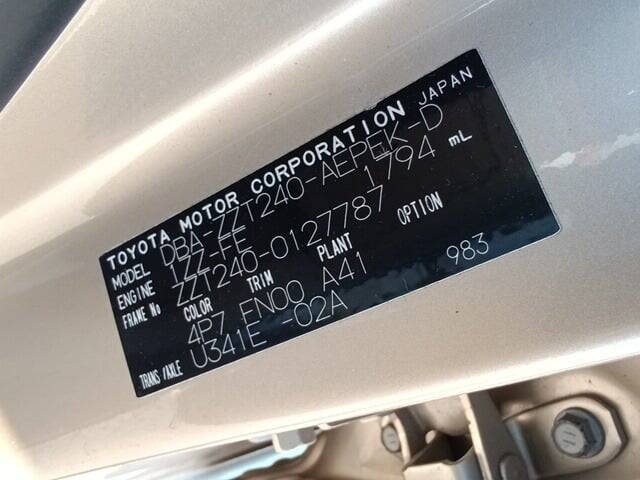 TOYOTA MOTOR CORPORATION JAPAN
MODEL DBA-ZZT240-AEPEK-D
ENGINE 1ZZ-FE 1794 mL
FRAME No ZZT240-0127787
COLOR TRIM PLANT OPTION
4P7 FN00 A41 983
TRANS/AXLE U341E -02A